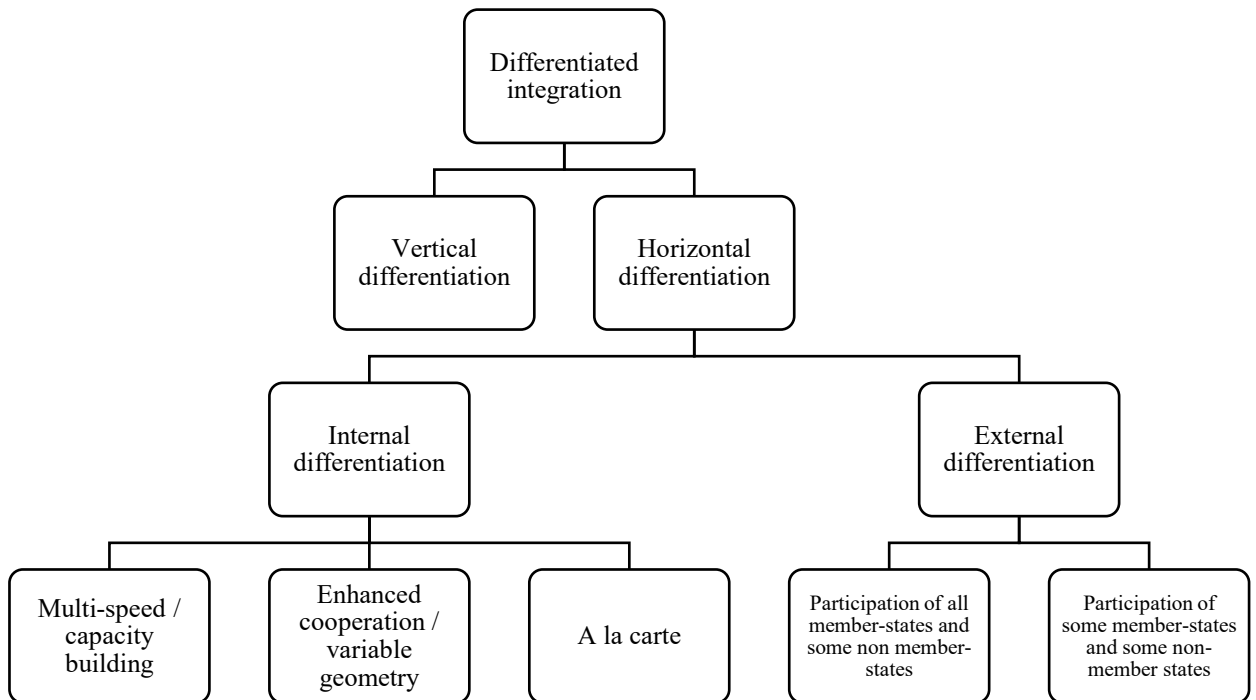 Differentiated
integration
Vertical
differentiation
Horizontal
differentiation
Internal
differentiation
External
differentiation
Multi-speed /
capacity
building
Enhanced
cooperation /
variable
geometry
A la carte
Participation of all
member-states and
some non member-
states
Participation of
some member-states
and some non-
member states